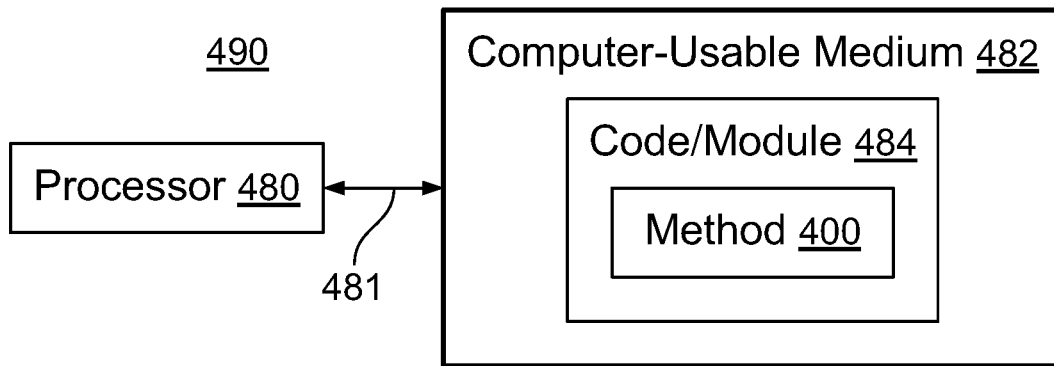 490
Computer-Usable Medium 482
Code/Module 484
Processor 480
Method 400
481